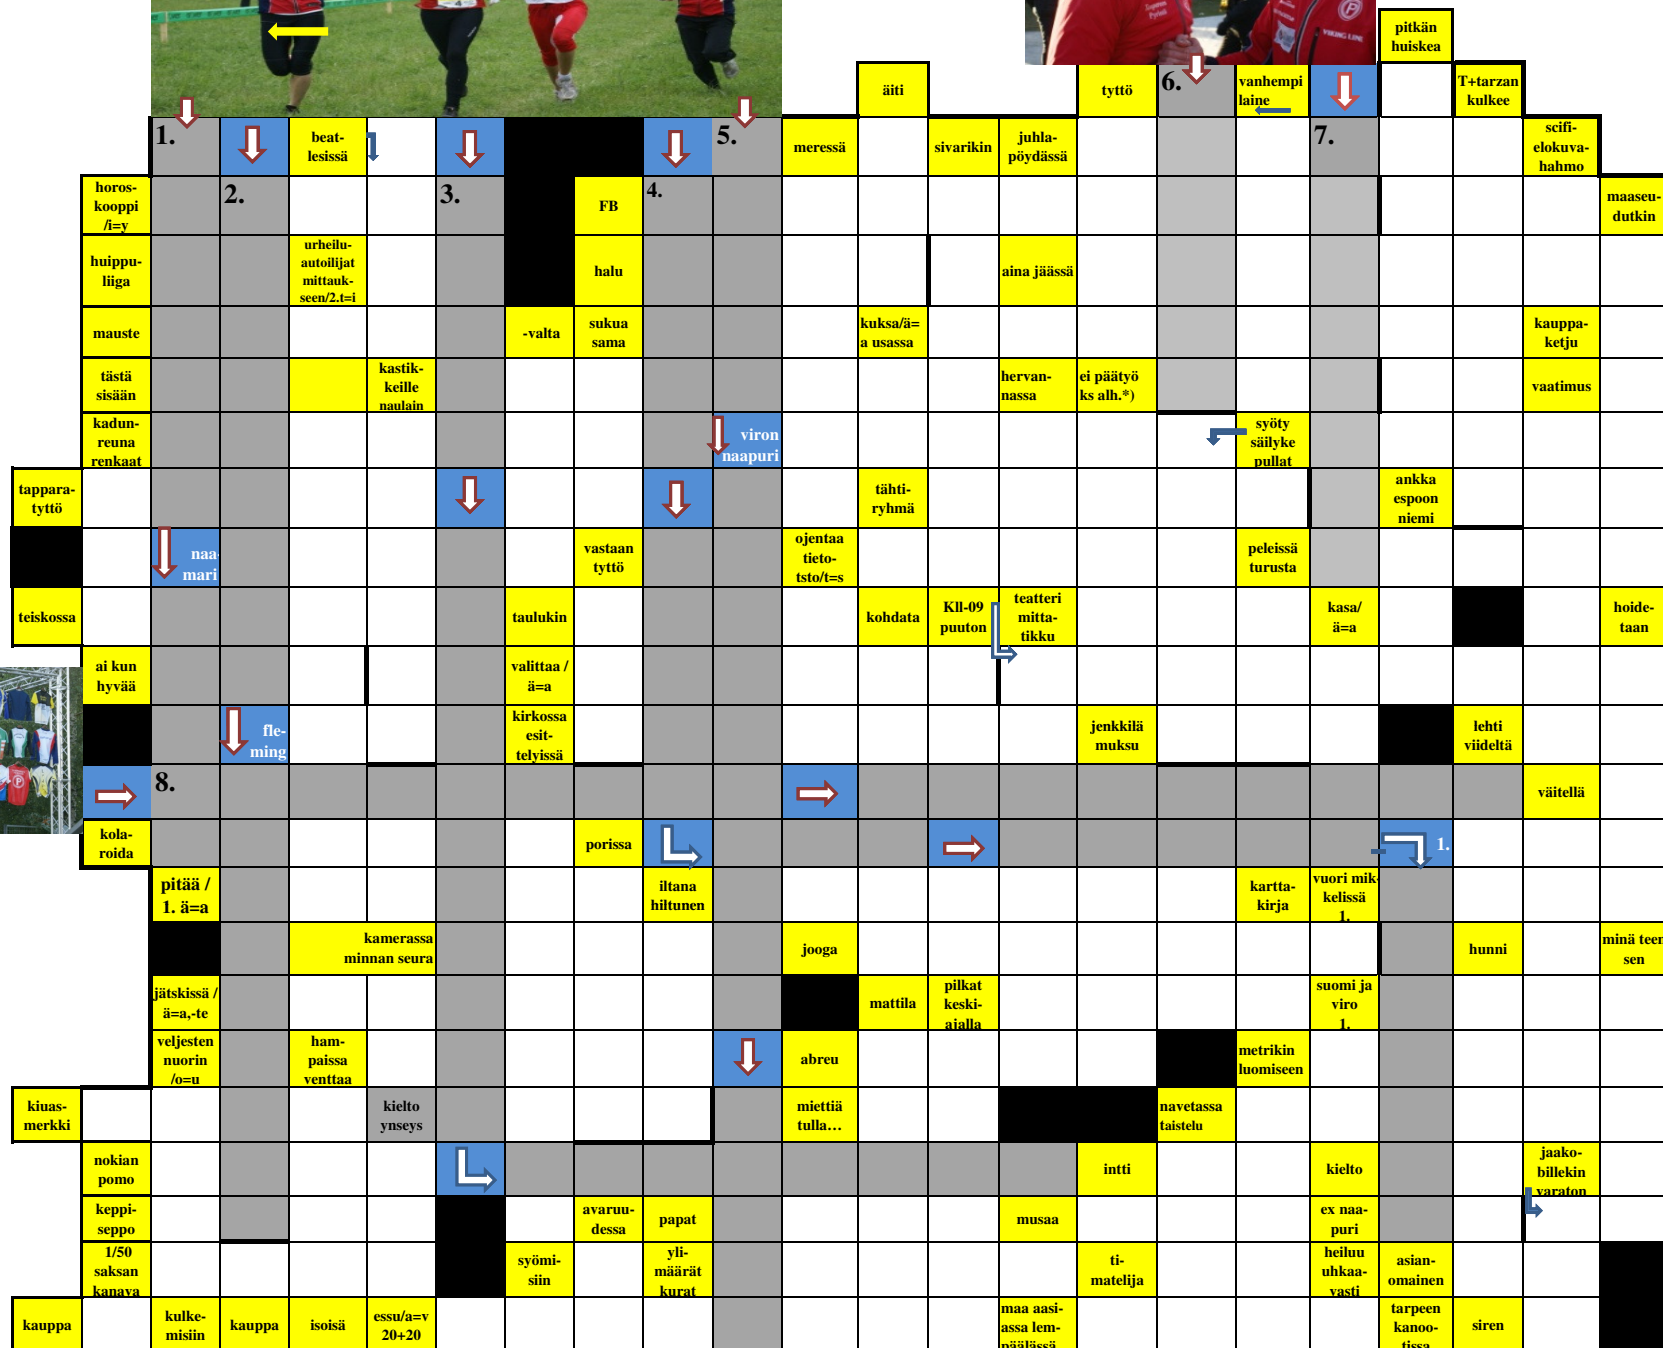 VIKING LINE
pitkän
huiskea
äiti
tyttö
6.
vanhempi
laine
T+tarzan
kulkee
1.
beat-
lesissä
5.
meressä
sivarikin
juhla-
pöydässä
7.
scifi-
elokuva-
hahmo
horos-
kooppi
/i=y
2.
3.
FB
4.
maaseu-
dutkin
huippu-
liiga
urheilu-
autoilijat
mittauk-
seen/2.t=i
halu
aina jäässä
mauste
-valta
sukua
sama
kuksa/ä=
a usassa
kauppa-
ketju
tästä
sisään
kastik-
keille
naulain
hervan-
nassa
ei päätyö
ks alh.*)
vaatimus
kadun-
reuna
renkaat
viron
naapuri
syöty
säilyke
pullat
tappara-
tyttö
tähti-
ryhmä
ankka
espoon
niemi
naa-
mari
vastaan
tyttö
ojentaa
tieto-
tsto/t=s
peleissä
turusta
teiskossa
taulukin
kohdata
Kll-09
puuton
teatteri
mitta-
tikku
kasa/
ä=a
hoide-
taan
ai kun
hyvää
valittaa /
ä=a
fle-
ming
kirkossa
esit-
telyissä
jenkkilä
muksu
lehti
viideltä
8.
väitellä
kola-
roida
porissa
1.
pitää /
1. ä=a
iltana
hiltunen
kartta-
kirja
vuori mik-
kelissä
1.
kamerassa
minnan seura
jooga
hunni
minä teen
sen
jätskissä /
ä=a,-te
mattila
pilkat
keski-
ajalla
suomi ja
viro
1.
veljesten
nuorin
/o=u
ham-
paissa
venttaa
abreu
metrikin
luomiseen
kiuas-
merkki
kielto
ynseys
miettiä
tulla...
navetassa
taistelu
nokian
pomo
intti
kielto
jaako-
billekin
varaton
keppi-
seppo
avaruu-
dessa
papat
musaa
ex naa-
puri
1/50
saksan
kanava
syömi-
siin
yli-
määrät
kurat
ti-
matelija
heiluu
uhkaa-
vasti
asian-
omainen
kauppa
kulke-
misiin
kauppa
isoisä
essu/a=v
20+20
maa aasi-
assa lem-
päälässä
tarpeen
kanoo-
tissa
siren